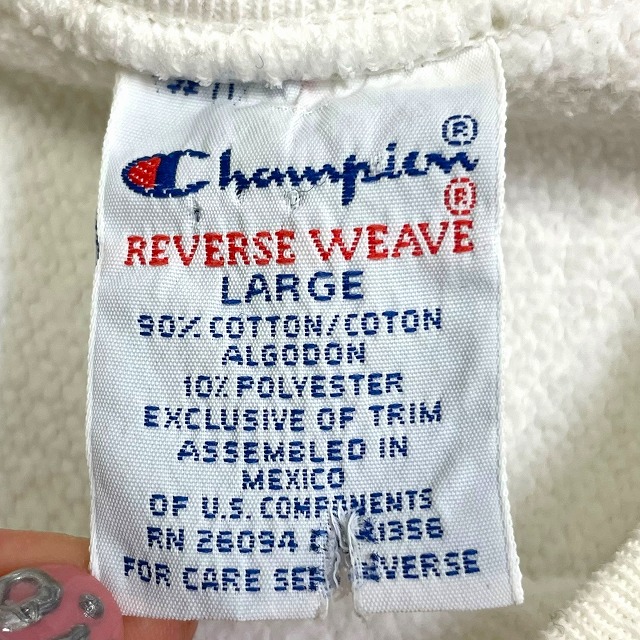 Champion®
REVERSE WEAVE®
LARGE
90% COTTON/COTON
ALGODON
10% POLYESTER
EXCLUSIVE OF TRIM
ASSEMBLED IN
MEXICO
OF U.S. COMPONENTS
RN 26094 1356
FOR CARE